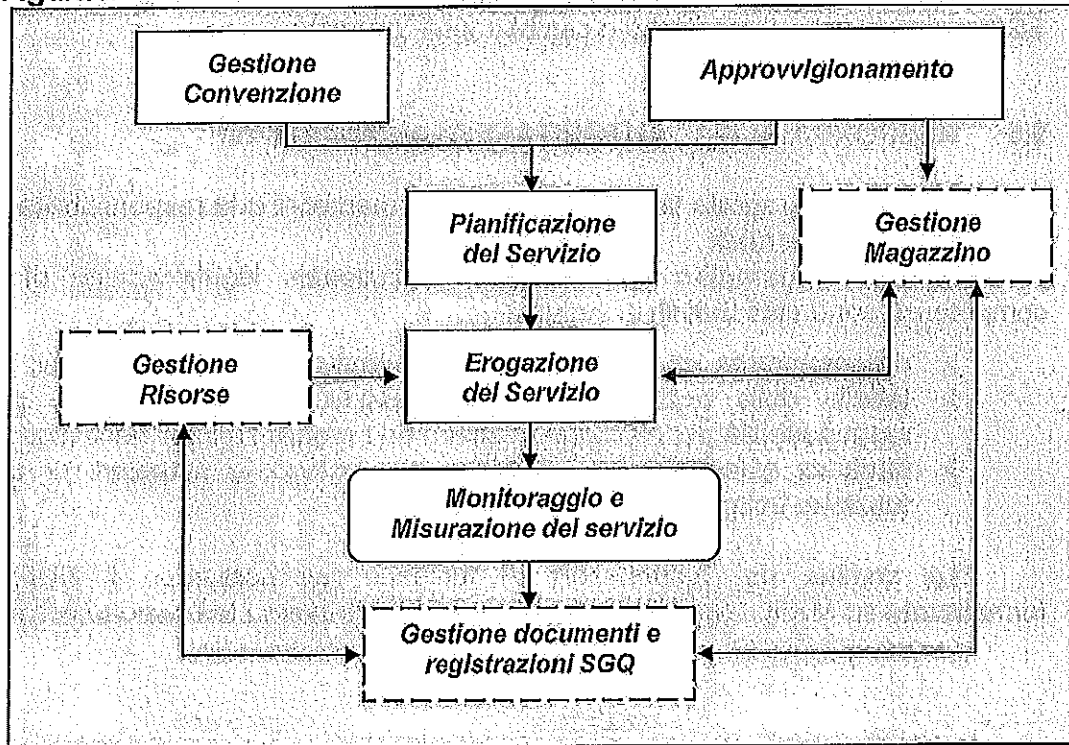 Gestione
Convenzione
Approvvigionamento
Pianificazione
del Servizio
Gestione
Magazzino
Gestione
Risorse
Erogazione
del Servizio
Monitoraggio e
Misurazione del servizio
Gestione documenti e
registrazioni SGQ